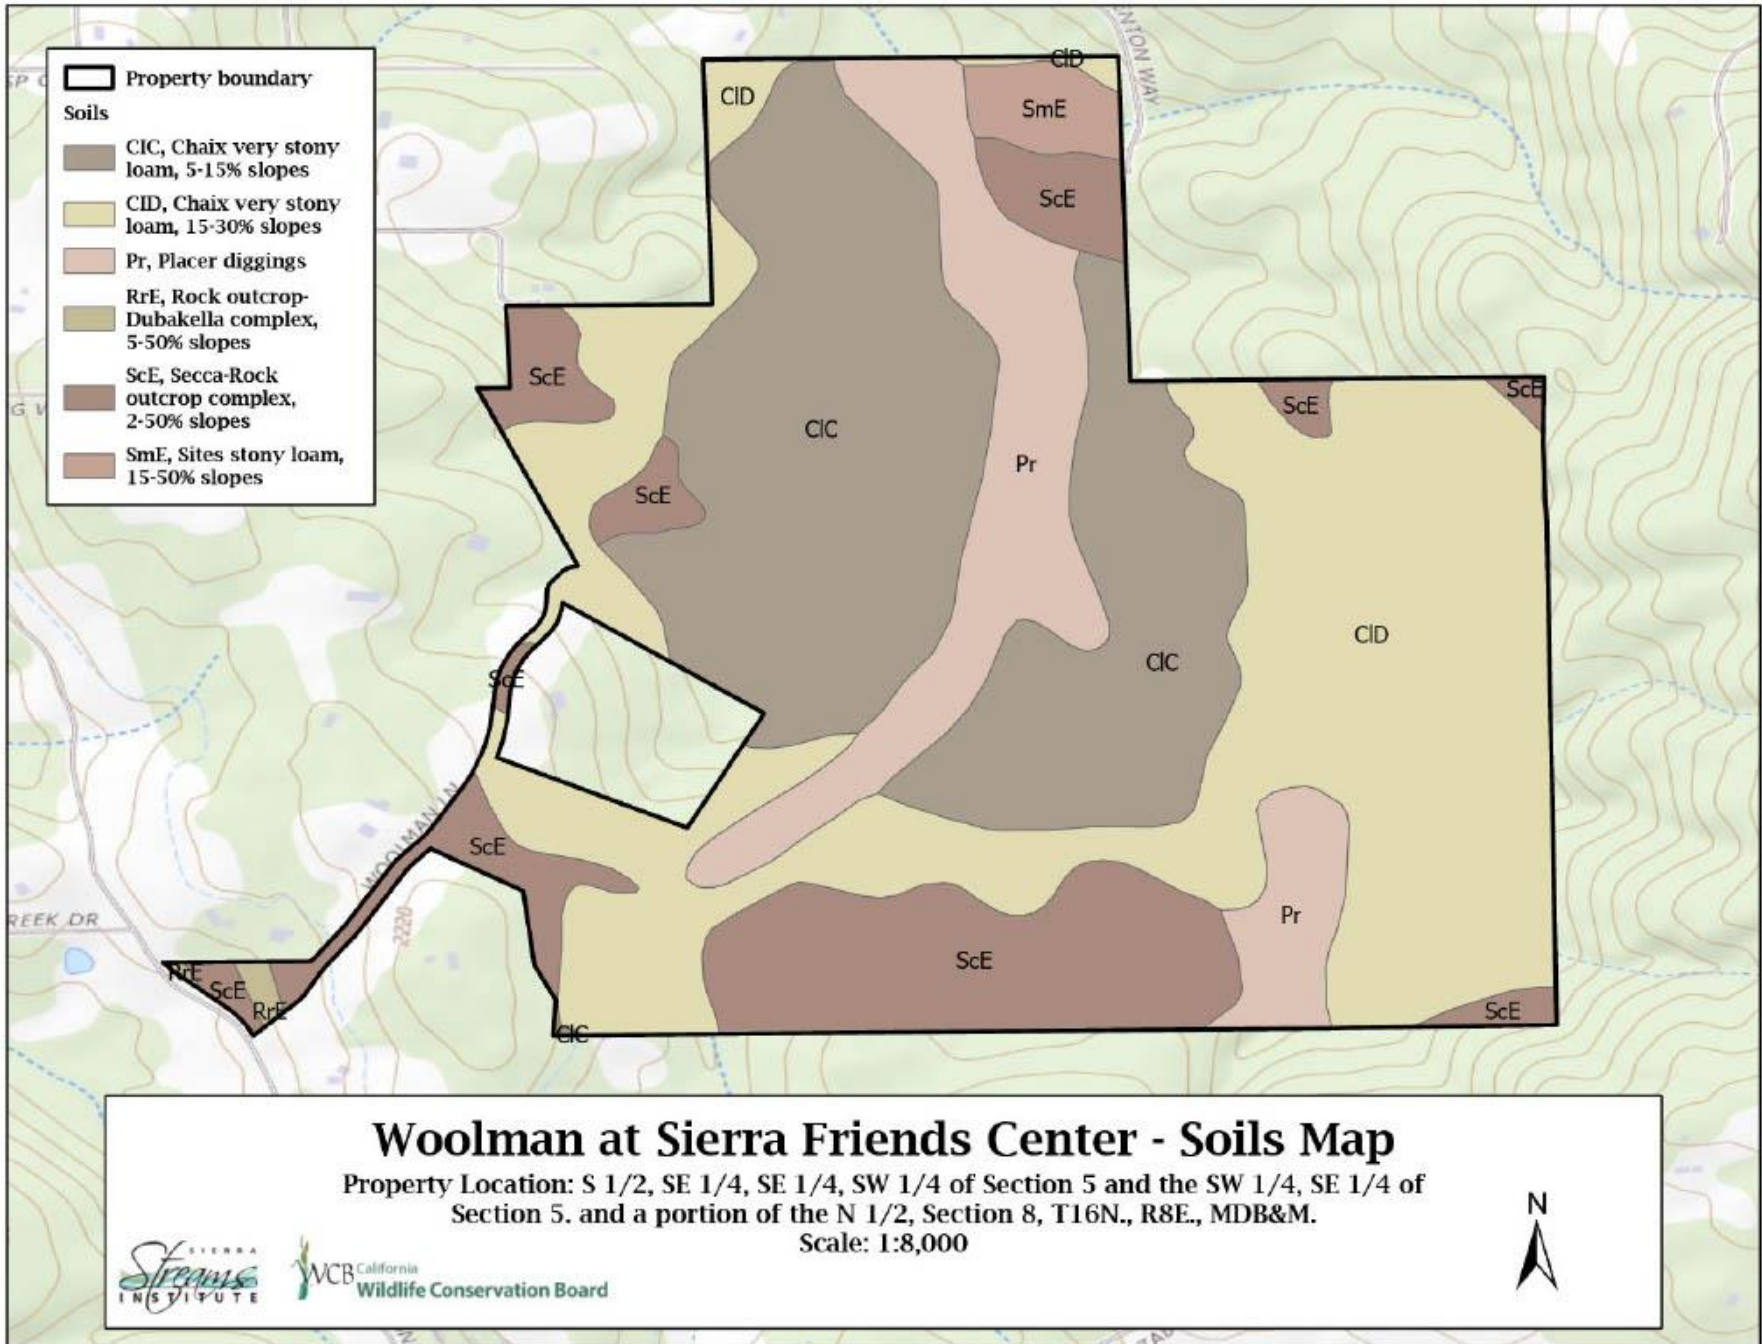 Property boundary
Soils
ClC, Chaix very stony
loam, 5-15% slopes
ClD, Chaix very stony
loam, 15-30% slopes
Pr, Placer diggings
RrE, Rock outcrop-
Dubakella complex,
5-50% slopes
ScE, Secca-Rock
outcrop complex,
2-50% slopes
SmE, Sites stony loam,
15-50% slopes
ClD
ClD
SmE
ScE
ScE
ClC
Pr
ScE
ScE
ScE
ClD
ClC
ScE
ScE
Pr
ScE
ScE
RrE
ScE
RrE
ClC
WOOLMAN LN
2220
REEK DR
ENTON WAY
Woolman at Sierra Friends Center - Soils Map
Property Location: S 1/2, SE 1/4, SE 1/4, SW 1/4 of Section 5 and the SW 1/4, SE 1/4 of
Section 5. and a portion of the N 1/2, Section 8, T16N., R8E., MDB&M.
Scale: 1:8,000
SIERRA
Streams
INSTITUTE
WCB California
Wildlife Conservation Board
N